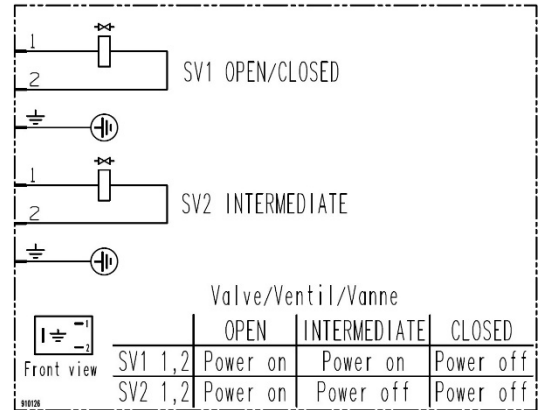 1
2
SV1 OPEN/CLOSED
1
2
SV2 INTERMEDIATE
Valve/Ventil/Vanne
OPEN INTERMEDIATE CLOSED
SV1 1,2 Power on Power on Power off
SV2 1,2 Power on Power off Power off
1
2
Front view
910126